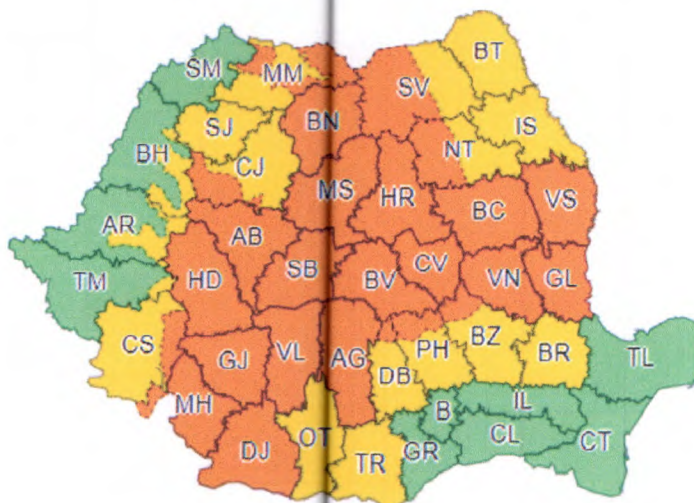 SM
MM
BT
SV
SJ
BN
IS
BH
CJ
NT
MS
HR
BC
VS
AR
AB
TM
HD
SB
BV
CV
VN
GL
CS
GJ
VL
AG
PH
BZ
BR
TL
DB
MH
B
IL
OT
DJ
TR
GR
CL
CT